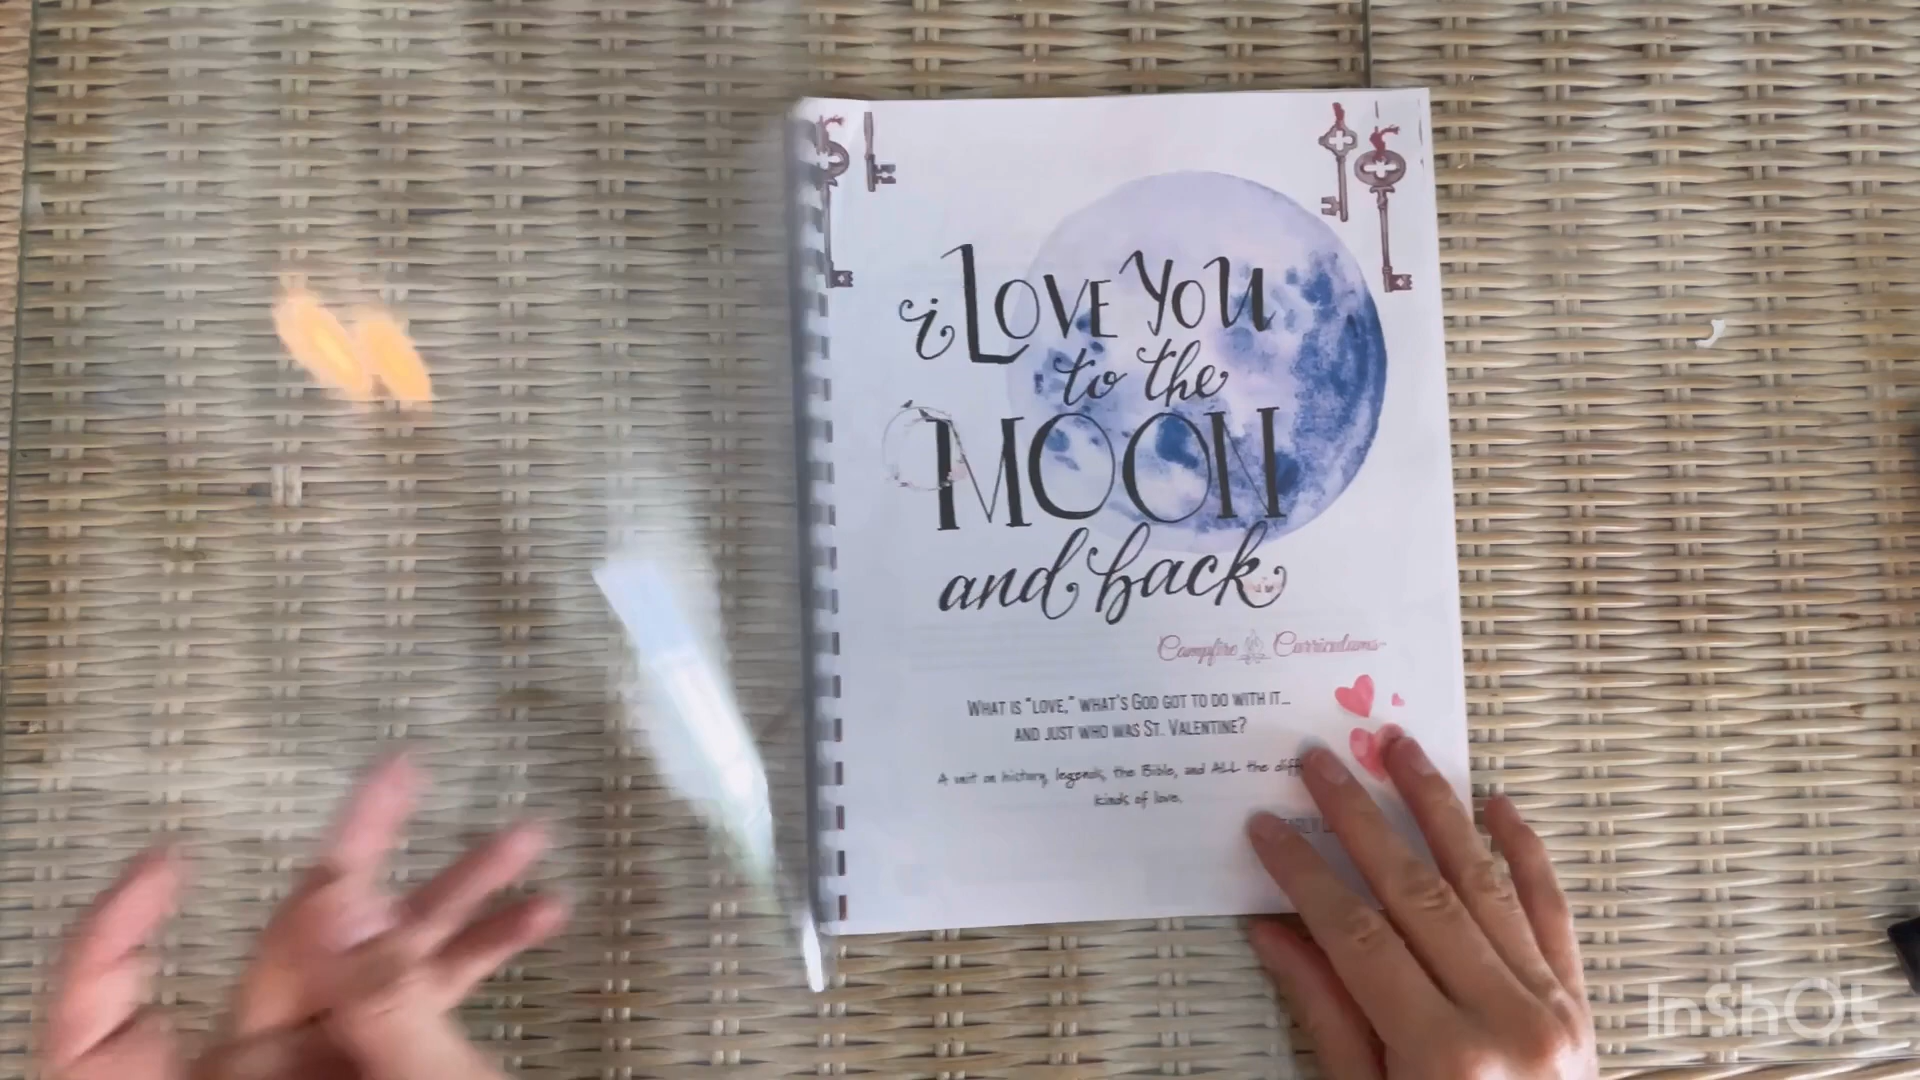 i LOVE YOU
to the
MOON
and back
Campfire Curriculums
WHAT IS "LOVE," WHAT'S GOD GOT TO DO WITH IT...
AND JUST WHO WAS ST. VALENTINE?
A unit on history, legends, the Bible, and ALL the
kinds of love.
InShOt